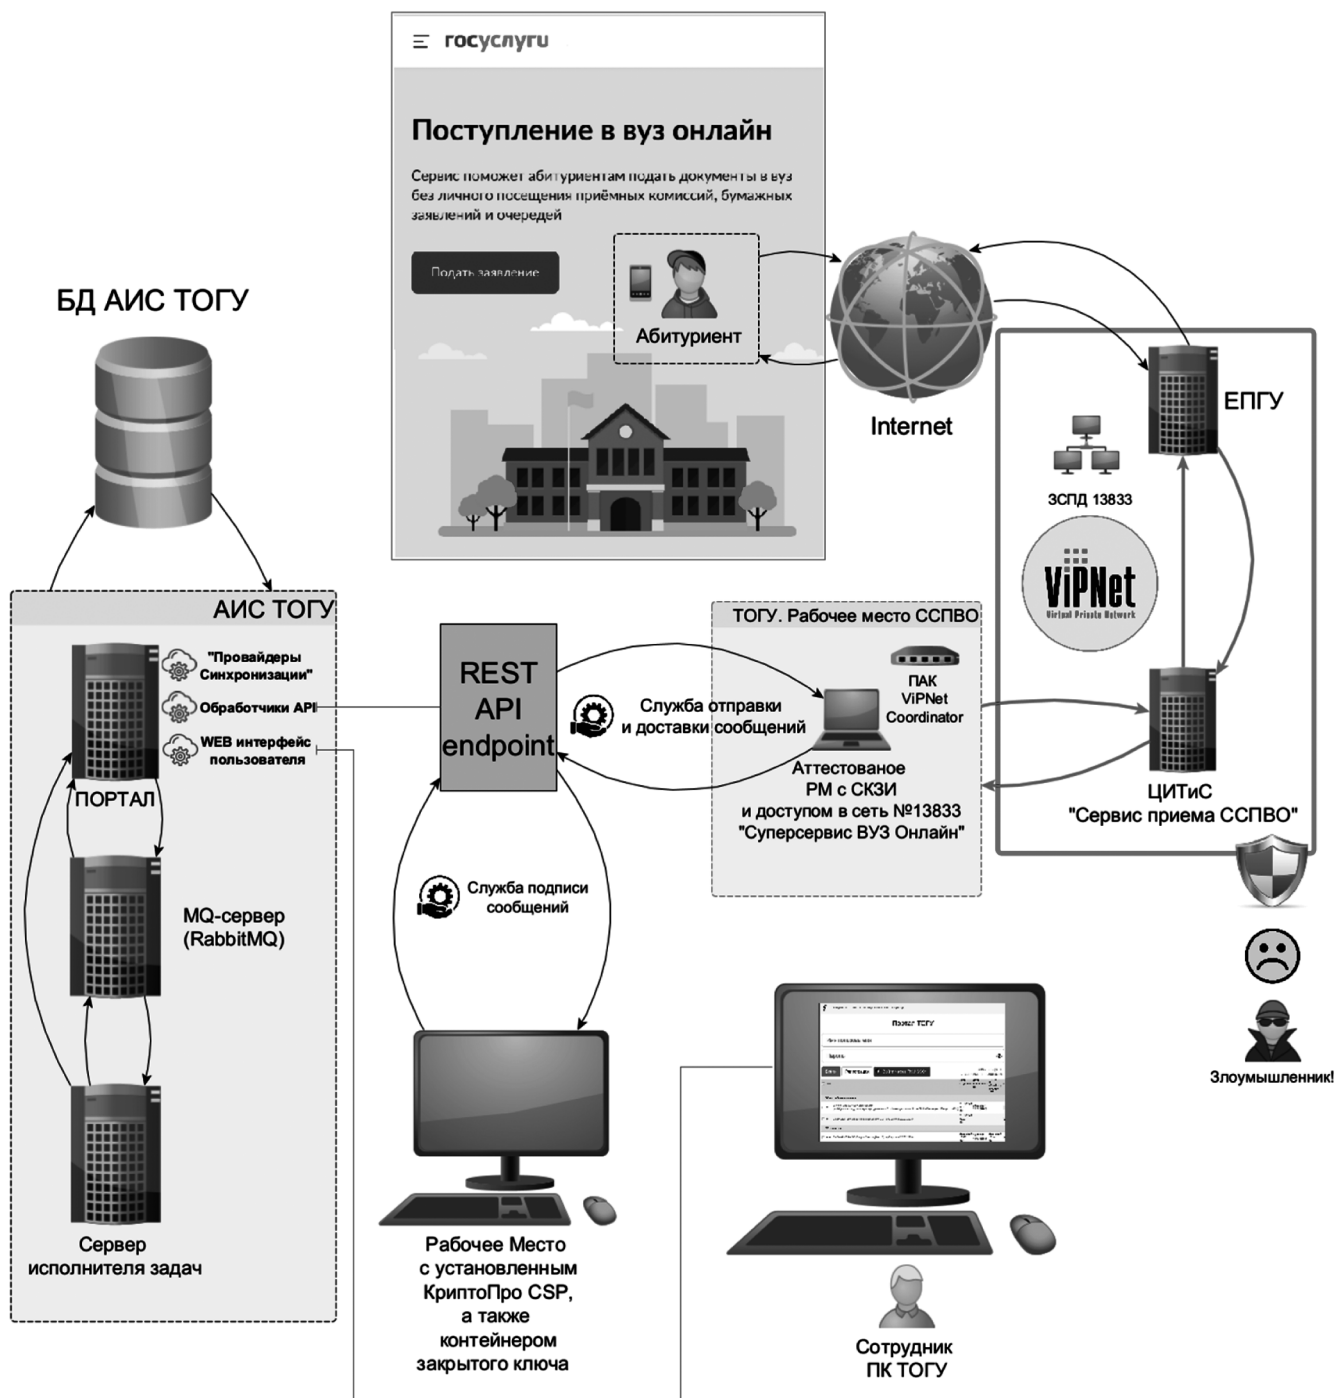 госуслуги
Поступление в вуз онлайн
Сервис поможет абитуриентам подать документы в вуз
без личного посещения приёмных комиссий, бумажных
заявлений и очередей
Подать заявление
Абитуриент
Internet
БД АИС ТОГУ
ЕПГУ
ЗСПД 13833
ViPNet
Virtual Private Network
ЦИТиС
"Сервис приема ССПВО"
АИС ТОГУ
"Провайдеры
Синхронизации"
Обработчики API
WEB интерфейс
пользователя
ПОРТАЛ
MQ-сервер
(RabbitMQ)
Сервер
исполнителя задач
REST
API
endpoint
Служба отправки
и доставки сообщений
ТОГУ. Рабочее место ССПВО
ПАК
ViPNet
Coordinator
Аттестованое
РМ с СКЗИ
и доступом в сеть №13833
"Суперсервис ВУЗ Онлайн"
Служба подписи
сообщений
Рабочее Место
с установленным
КриптоПро CSP,
а также
контейнером
закрытого ключа
Портал ТОГУ
Сотрудник
ПК ТОГУ
Злоумышленник!